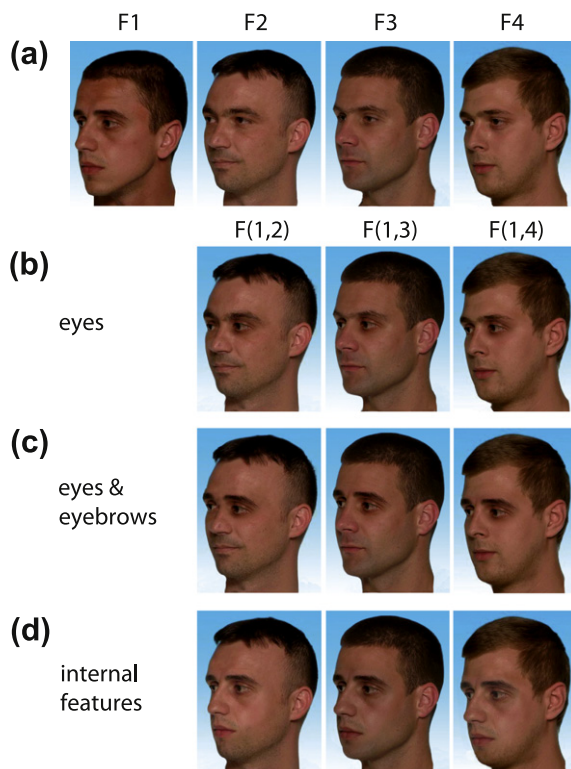 F1 F2 F3 F4
(a)
F(1,2) F(1,3) F(1,4)
(b)
eyes
(c)
eyes &
eyebrows
(d)
internal
features